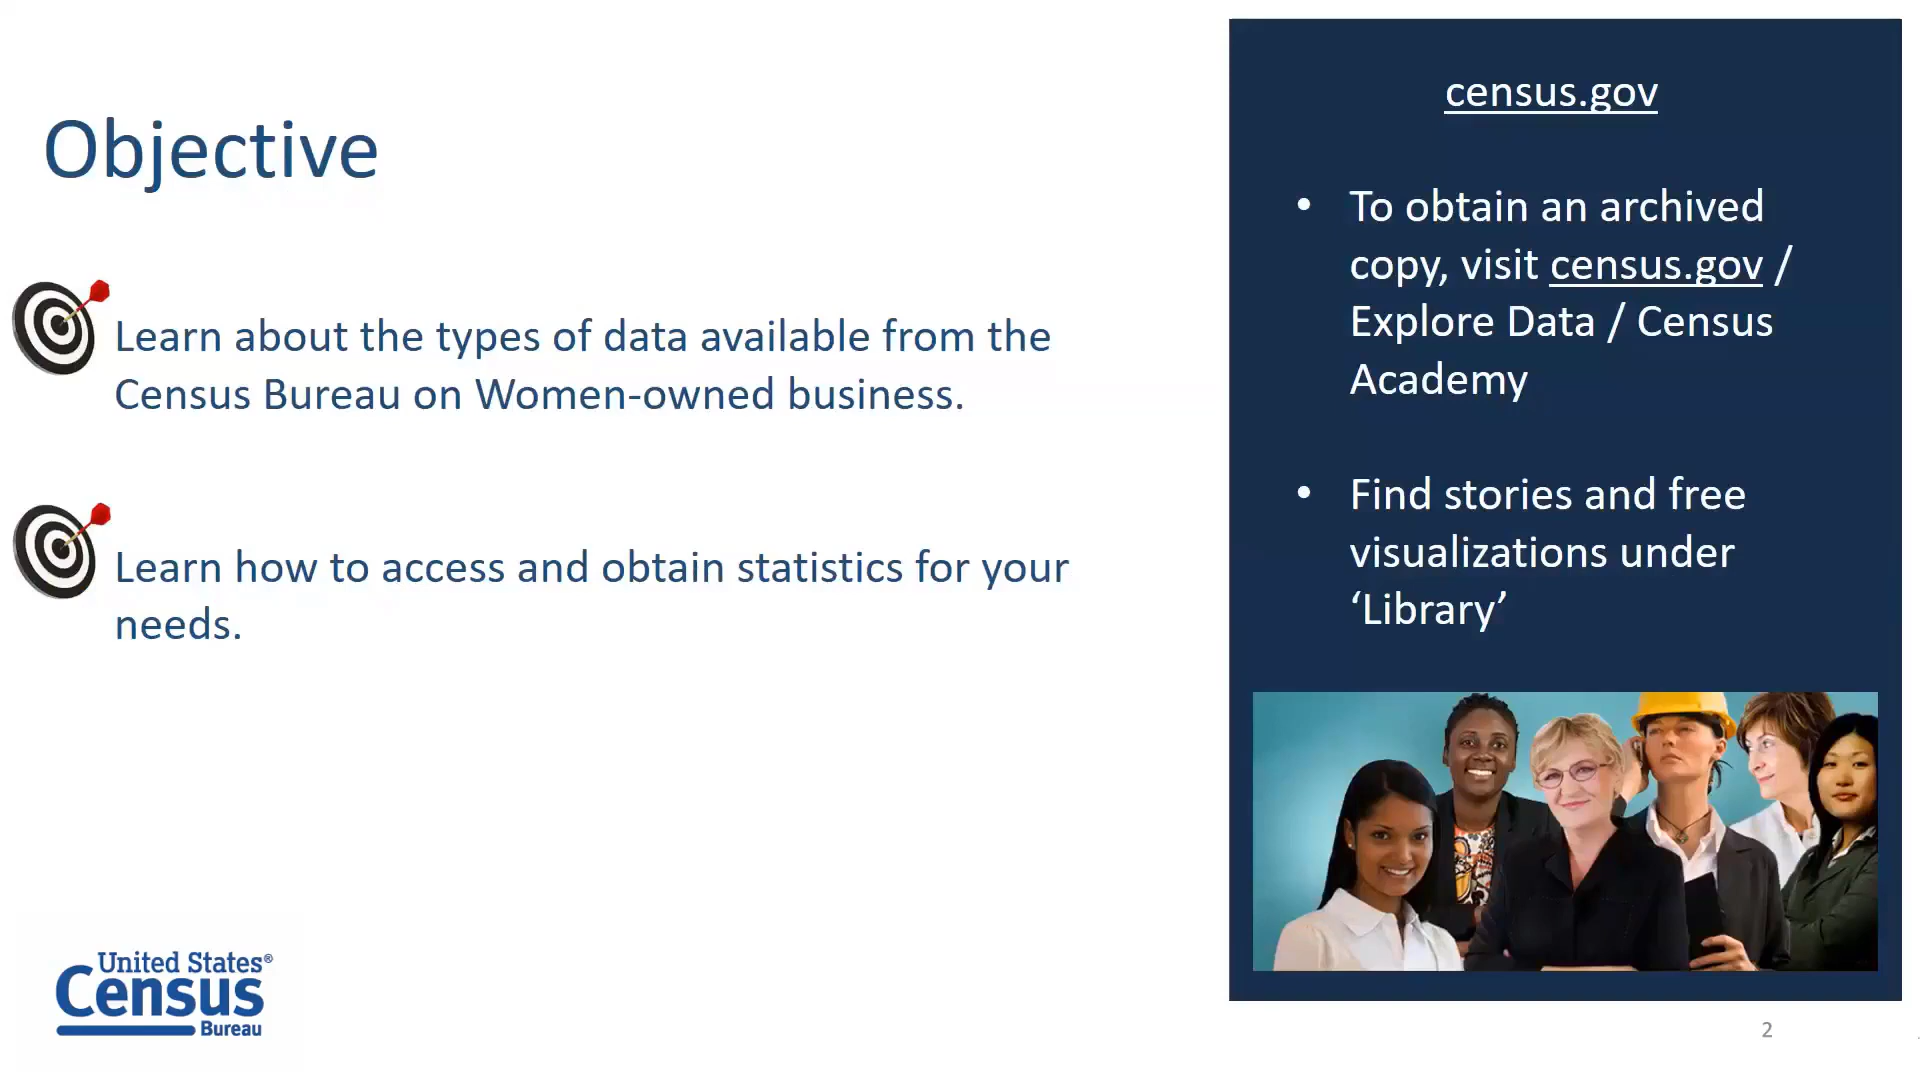 Objective
Learn about the types of data available from the
Census Bureau on Women-owned business.
Learn how to access and obtain statistics for your
needs.
United States®
Census
Bureau
census.gov
• To obtain an archived
copy, visit census.gov /
Explore Data / Census
Academy
• Find stories and free
visualizations under
‘Library’
2